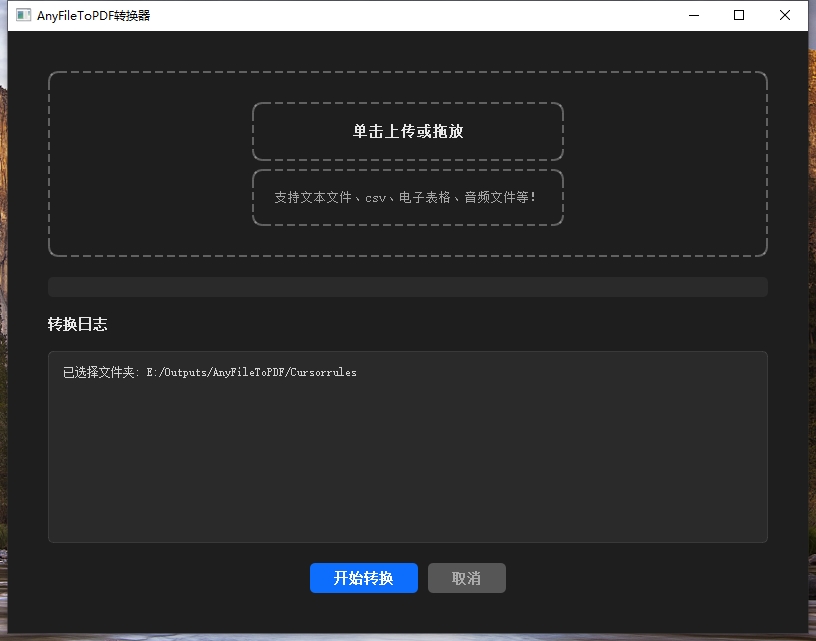 AnyFileToPDF转换器
单击上传或拖放
支持文本文件、csv、电子表格、音频文件等!
转换日志
已选择文件夹: E:/Outputs/AnyFileToPDF/Cursorrules
开始转换
取消